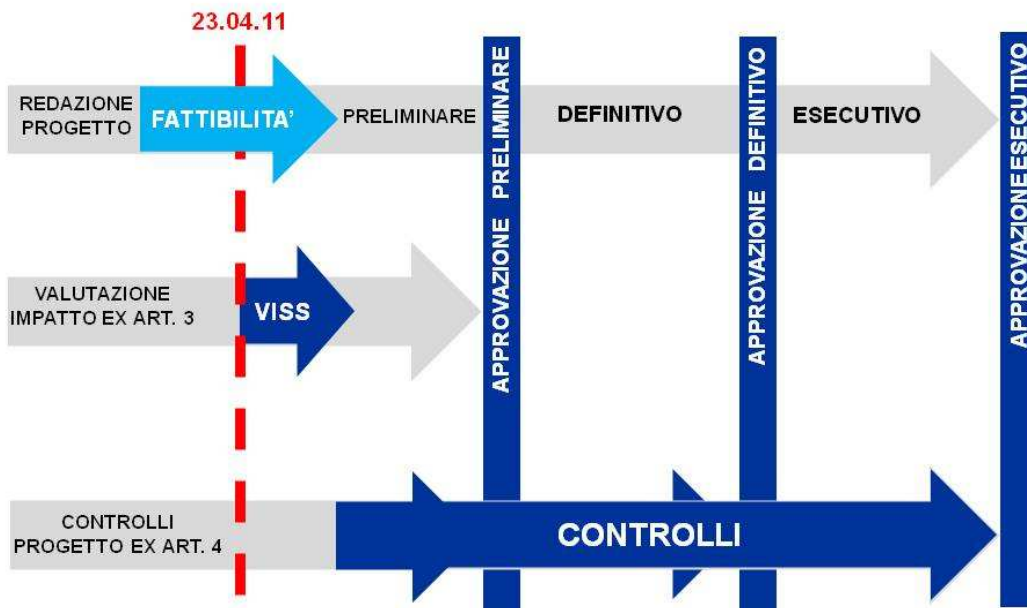 23.04.11
REDAZIONE
PROGETTO
FATTIBILITA'
PRELIMINARE
DEFINITIVO
ESECUTIVO
APPROVAZIONE PRELIMINARE
APPROVAZIONE DEFINITIVO
APPROVAZIONE ESECUTIVO
VALUTAZIONE
IMPATTO EX ART. 3
VISS
CONTROLLI
PROGETTO EX ART. 4
CONTROLLI